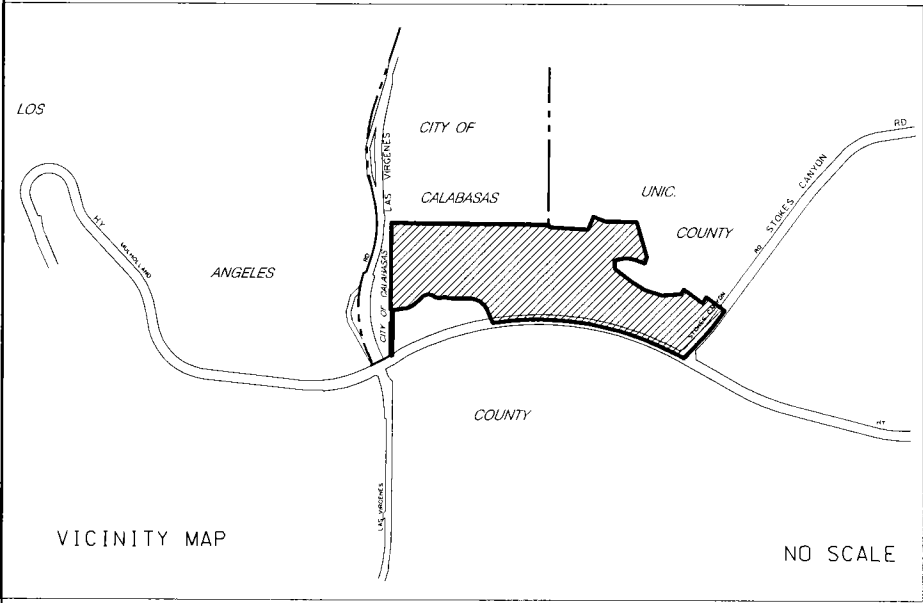 LOS
CITY OF
RD
LAS VIRGENES
STOKES CANYON
CALABASAS
UNIC.
HY
MULHOLLAND
COUNTY
RD
ANGELES
RD
CITY OF CALABASAS
STOKES CANYON
COUNTY
HY
LAS VIRGENES
VICINITY MAP
NO SCALE